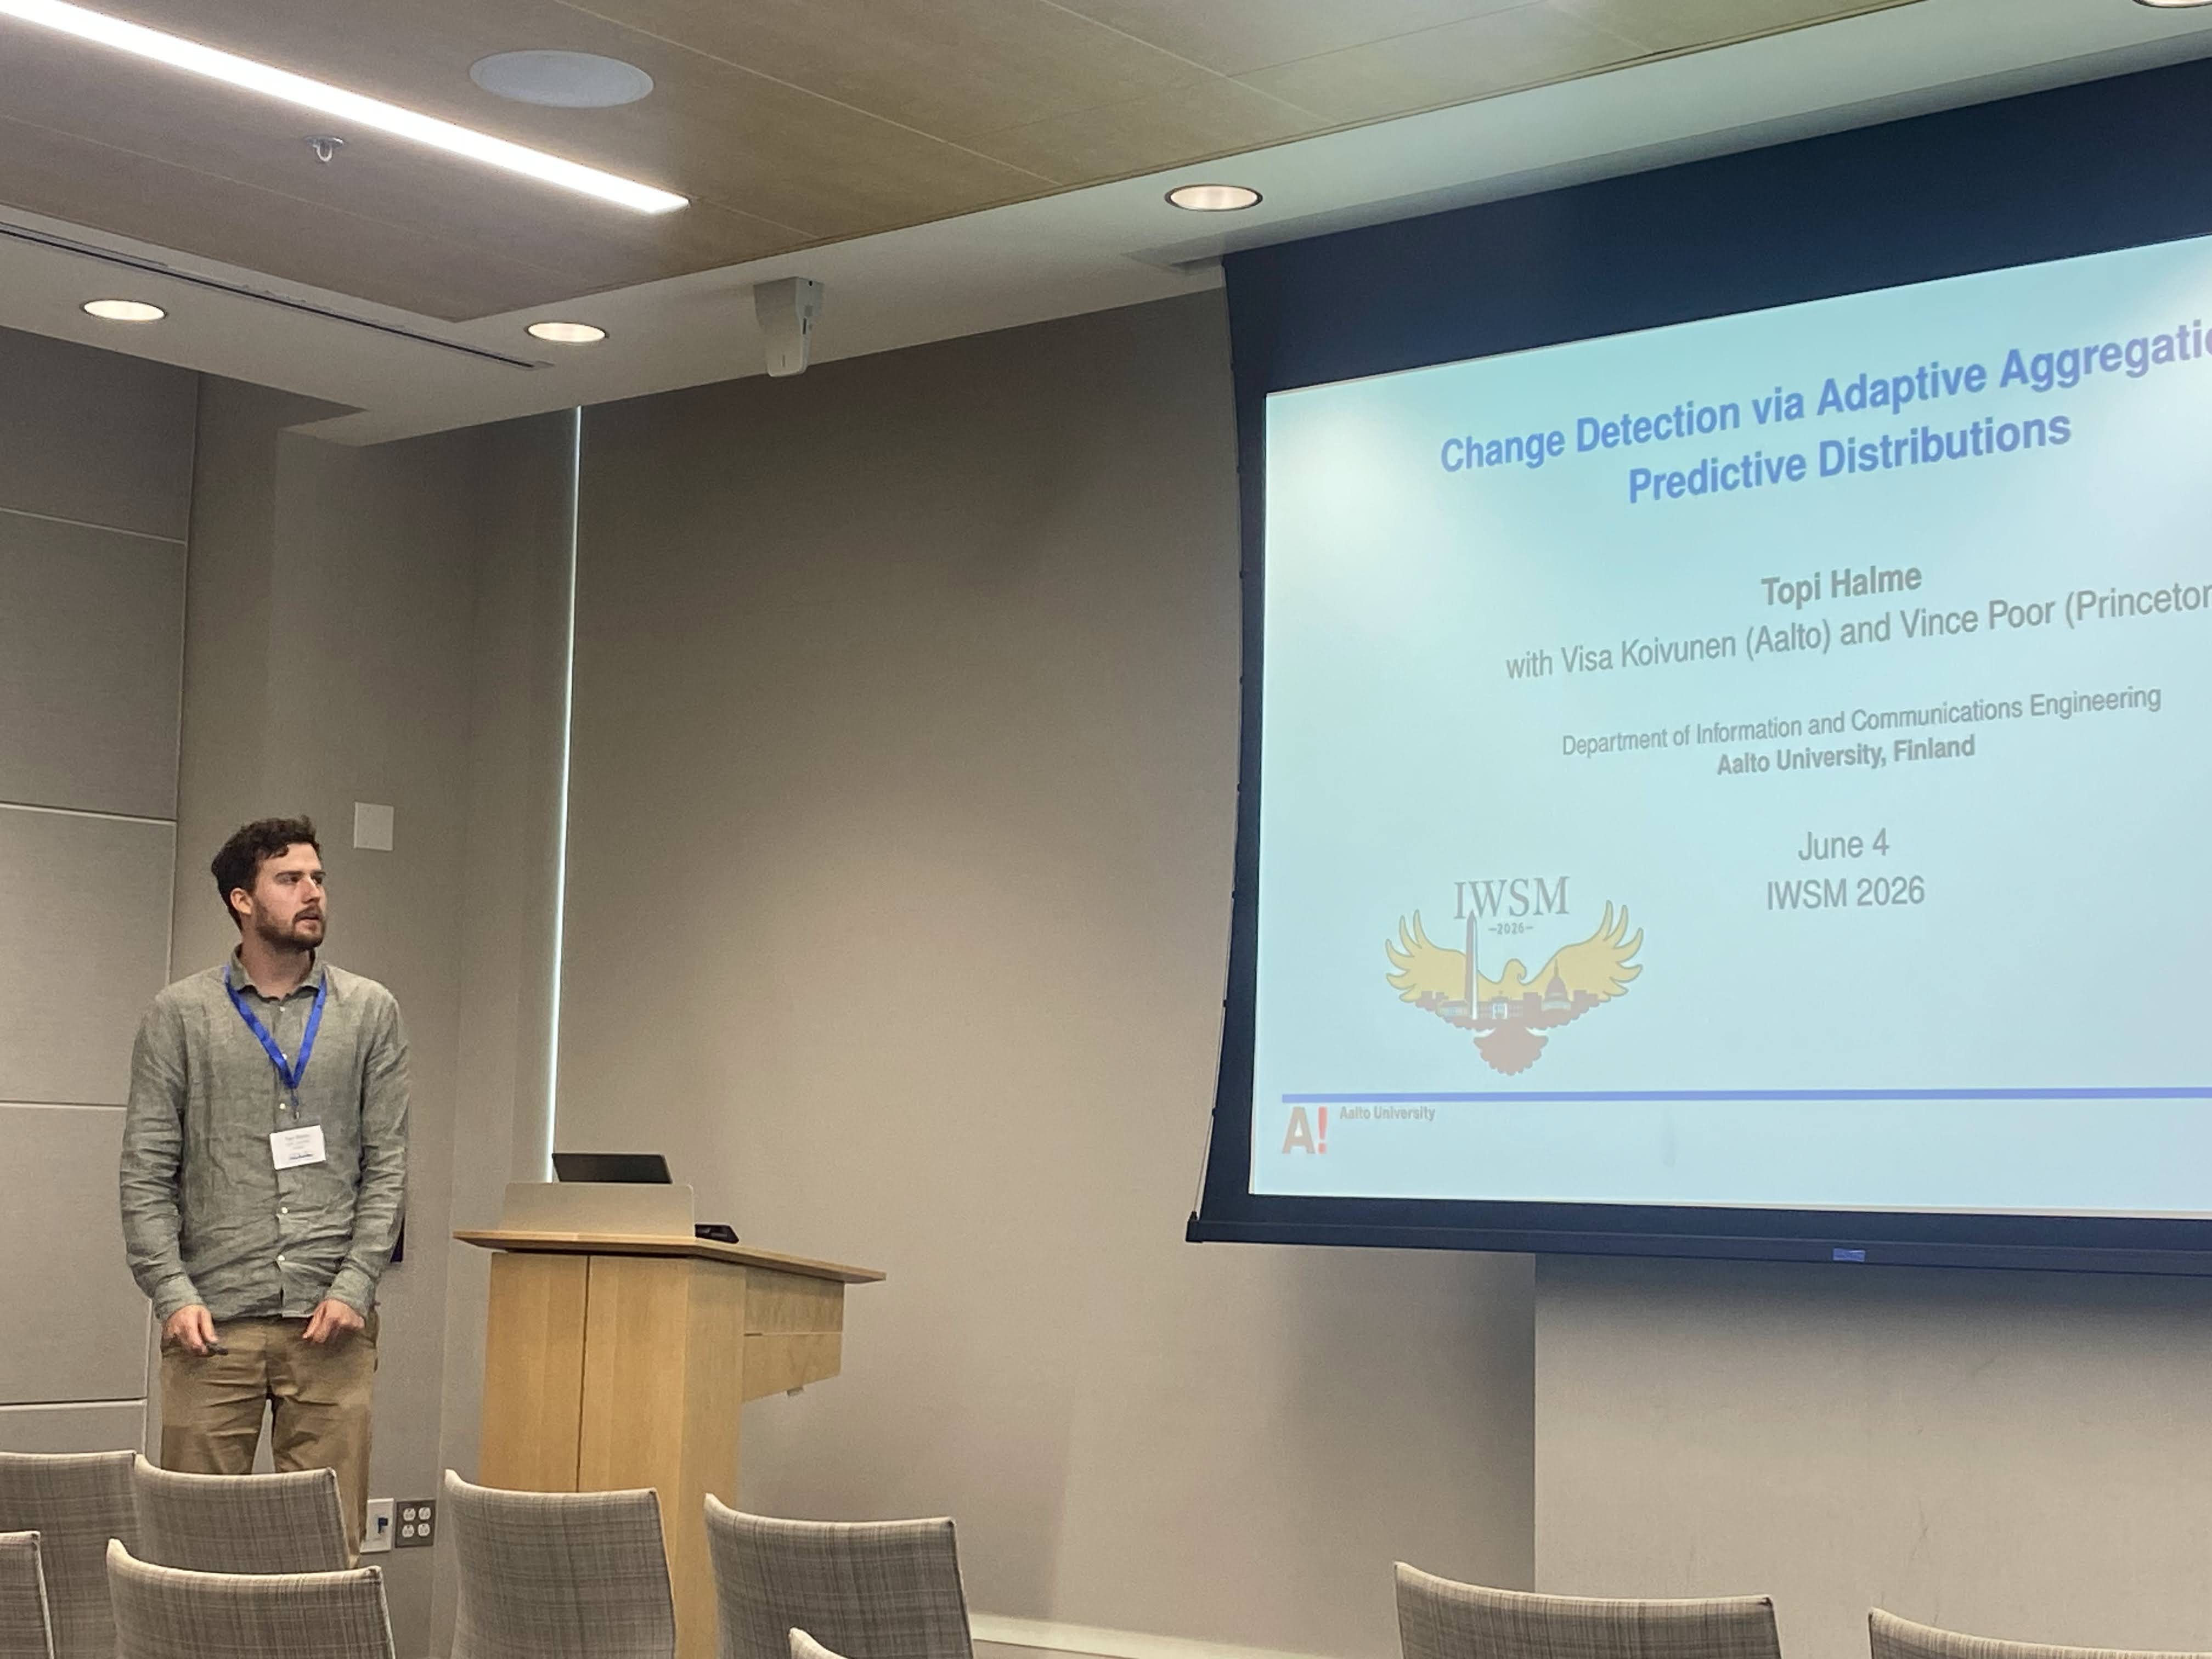 Change Detection via Adaptive Aggregatio
Predictive Distributions
Topi Halme
with Visa Koivunen (Aalto) and Vince Poor (Princeton
Department of Information and Communications Engineering
Aalto University, Finland
June 4
IWSM 2026
IWSM
-2026-
A! Aalto University